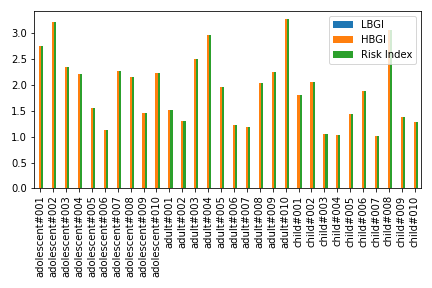 LBGI
HBGI
Risk Index
3.0
2.5
2.0
1.5
1.0
0.5
0.0
adolescent#001
adolescent#002
adolescent#003
adolescent#004
adolescent#005
adolescent#006
adolescent#007
adolescent#008
adolescent#009
adolescent#010
adult#001
adult#002
adult#003
adult#004
adult#005
adult#006
adult#007
adult#008
adult#009
adult#010
child#001
child#002
child#003
child#004
child#005
child#006
child#007
child#008
child#009
child#010